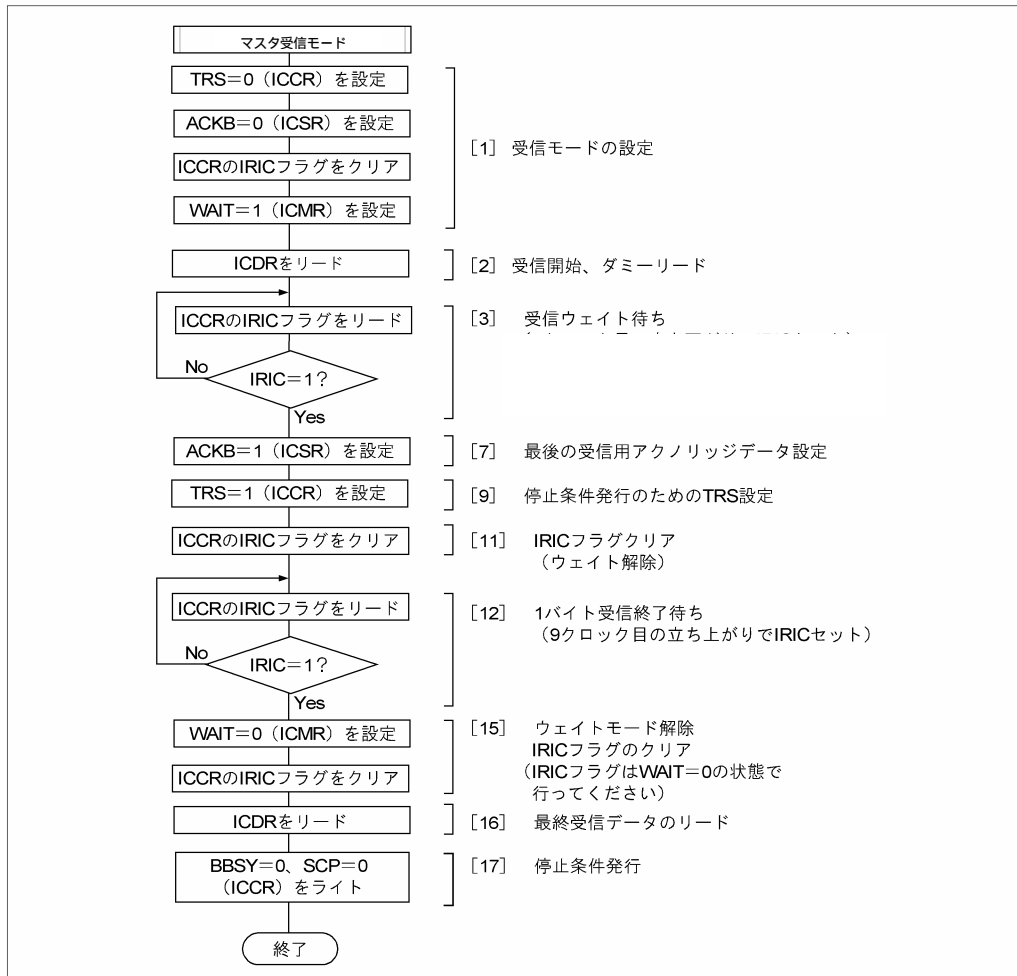 マスタ受信モード
TRS＝0（ICCR）を設定
ACKB＝0（ICSR）を設定
ICCRのIRICフラグをクリア
WAIT＝1（ICMR）を設定
[1] 受信モードの設定
ICDRをリード
[2] 受信開始、ダミーリード
ICCRのIRICフラグをリード
[3] 受信ウェイト待ち
No
IRIC＝1？
Yes
ACKB＝1（ICSR）を設定
[7] 最後の受信用アクノリッジデータ設定
TRS＝1（ICCR）を設定
[9] 停止条件発行のためのTRS設定
ICCRのIRICフラグをクリア
[11] IRICフラグクリア
（ウェイト解除）
ICCRのIRICフラグをリード
[12] 1バイト受信終了待ち
（9クロック目の立ち上がりでIRICセット）
No
IRIC＝1？
Yes
WAIT＝0（ICMR）を設定
ICCRのIRICフラグをクリア
[15] ウェイトモード解除
IRICフラグのクリア
（IRICフラグはWAIT＝0の状態で
行ってください）
ICDRをリード
[16] 最終受信データのリード
BBSY＝0、SCP＝0
（ICCR）をライト
[17] 停止条件発行
終了